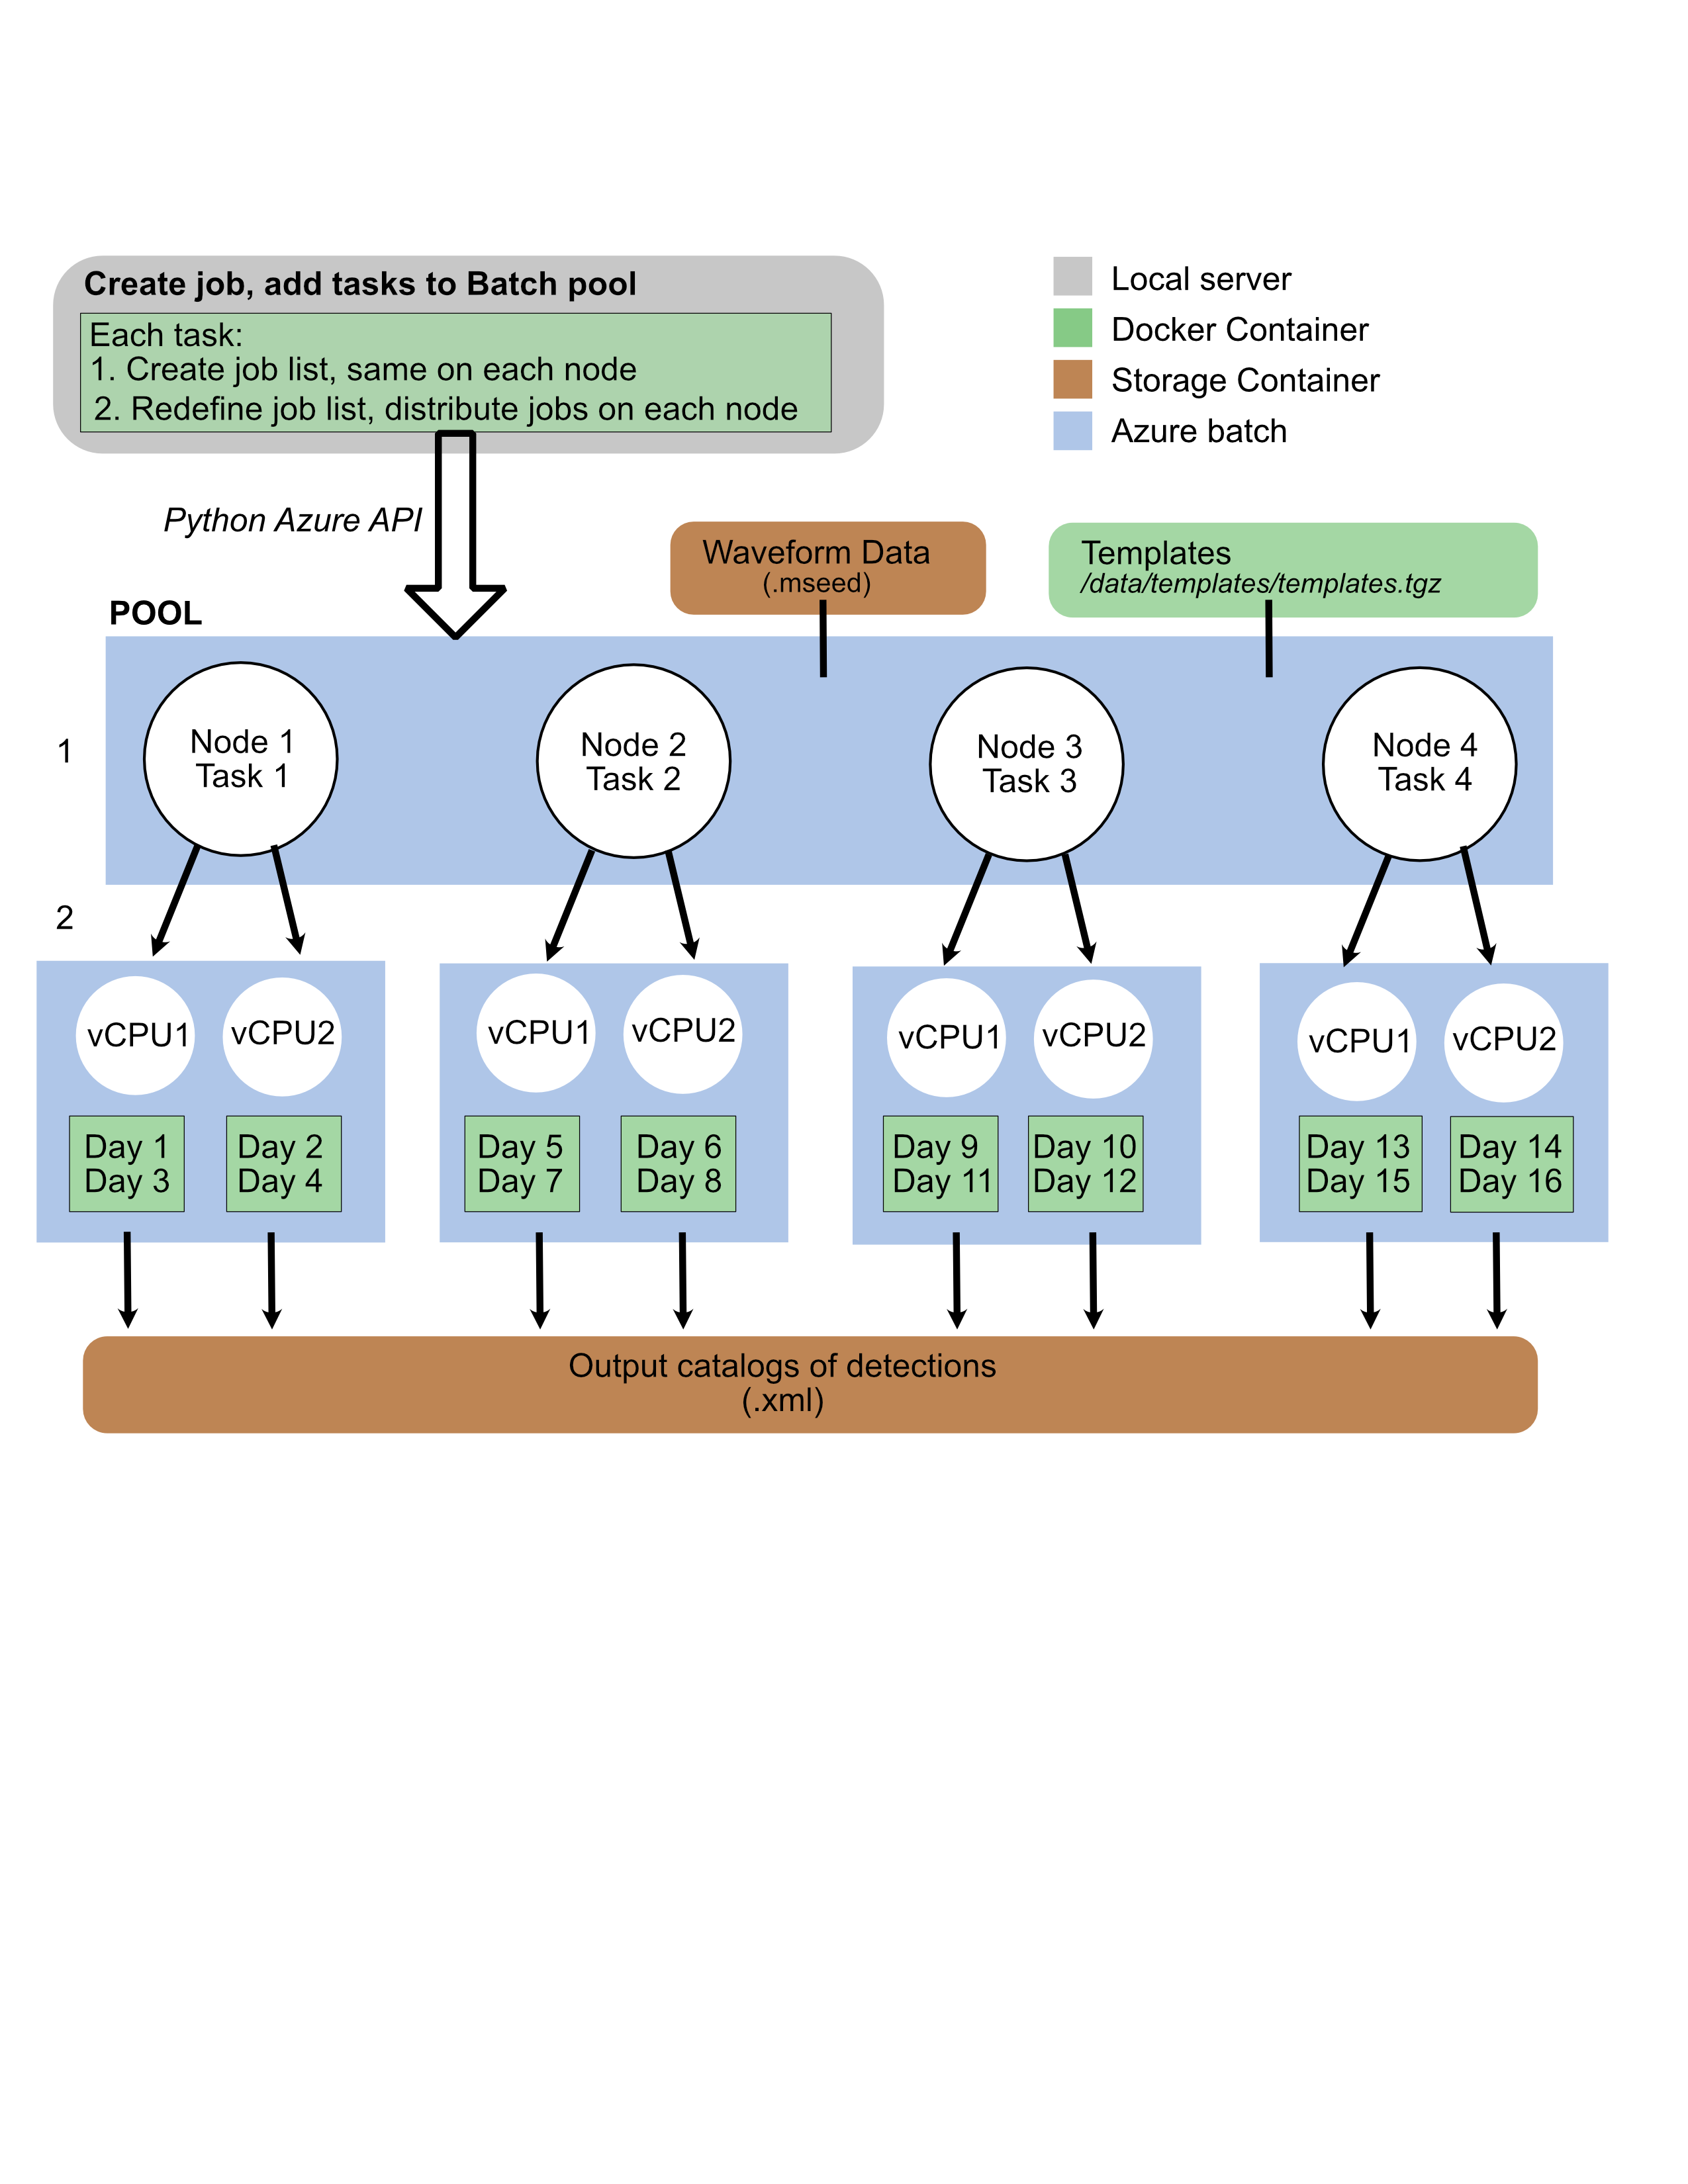 Create job, add tasks to Batch pool
Each task:
1. Create job list, same on each node
2. Redefine job list, distribute jobs on each node
Local server
Docker Container
Storage Container
Azure batch
Python Azure API
Waveform Data
(.mseed)
Templates
/data/templates/templates.tgz
POOL
1
Node 1
Task 1
Node 2
Task 2
Node 3
Task 3
Node 4
Task 4
2
vCPU1
vCPU2
vCPU1
vCPU2
vCPU1
vCPU2
vCPU1
vCPU2
Day 1
Day 3
Day 2
Day 4
Day 5
Day 7
Day 6
Day 8
Day 9
Day 11
Day 10
Day 12
Day 13
Day 15
Day 14
Day 16
Output catalogs of detections
(.xml)